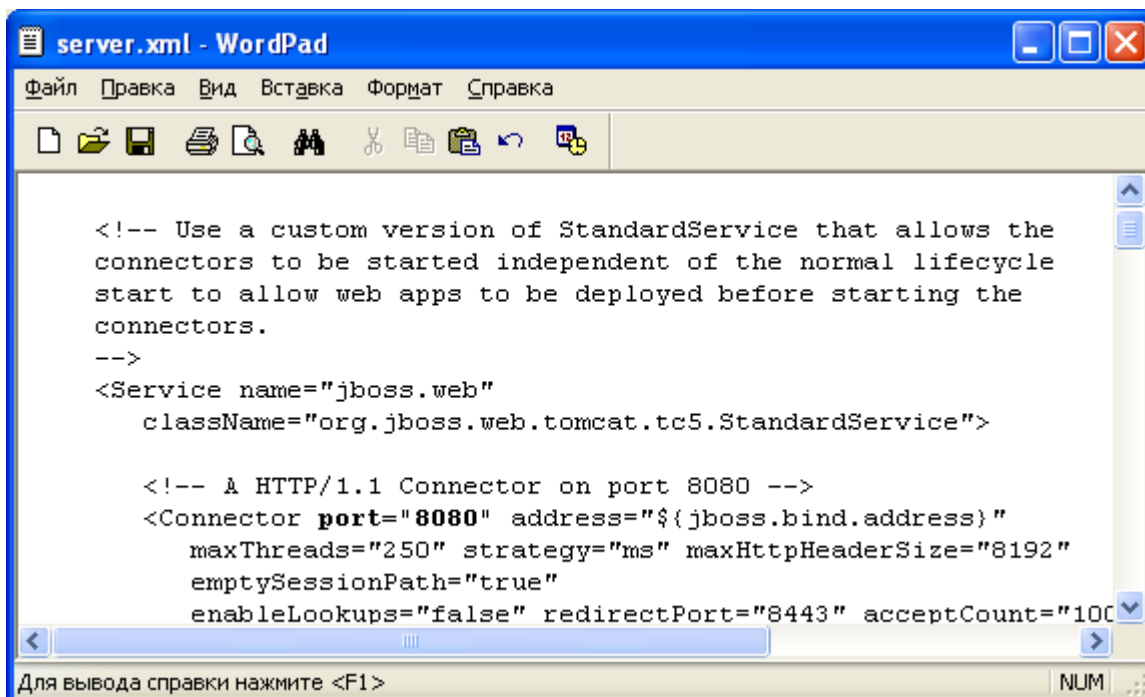 server.xml - WordPad
Файл Правка Вид Вставка Формат Справка
<!-- Use a custom version of StandardService that allows the
connectors to be started independent of the normal lifecycle
start to allow web apps to be deployed before starting the
connectors.
-->
<Service name="jboss.web"
className="org.jboss.web.tomcat.tc5.StandardService">
<!-- A HTTP/1.1 Connector on port 8080 -->
<Connector port="8080" address="${jboss.bind.address}"
maxThreads="250" strategy="ms" maxHttpHeaderSize="8192"
emptySessionPath="true"
enableLookups="false" redirectPort="8443" acceptCount="100
Для вывода справки нажмите <F1> NUM